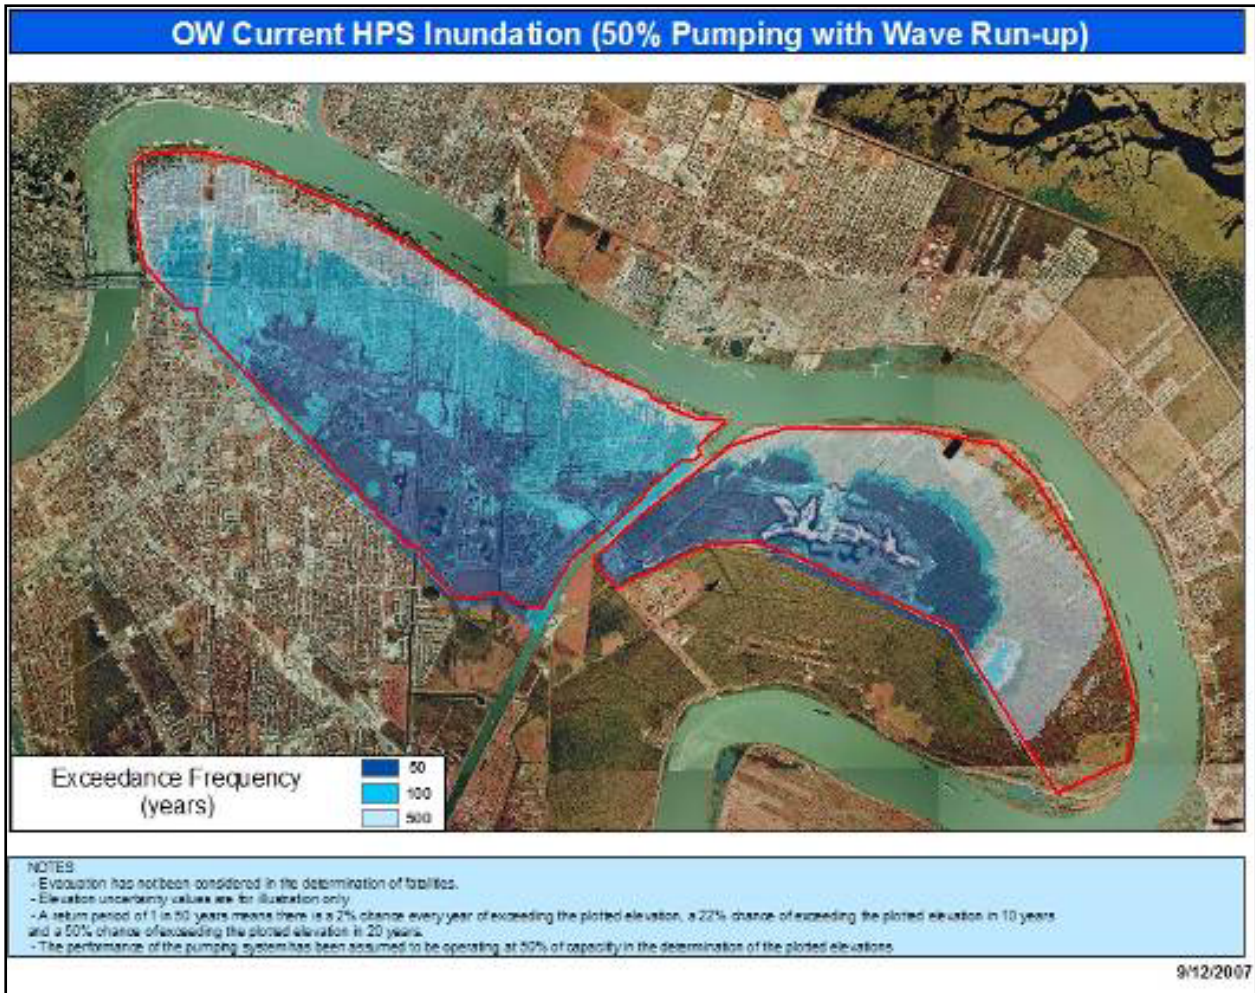 OW Current HPS Inundation (50% Pumping with Wave Run-up)
Exceedance Frequency
(years)
50
100
500
NOTES
- Evacuation has not been considered in the determination of fatalities.
- Elevation uncertainty values are for illustration only
- A return period of 1 in 50 years means there is a 2% chance every year of exceeding the plotted elevation, a 22% chance of exceeding the plotted elevation in 10 years
and a 50% chance of exceeding the plotted elevation in 20 years.
- The performance of the pumping system has been assumed to be operating at 50% of capacity in the determination of the plotted elevations
9/12/2007